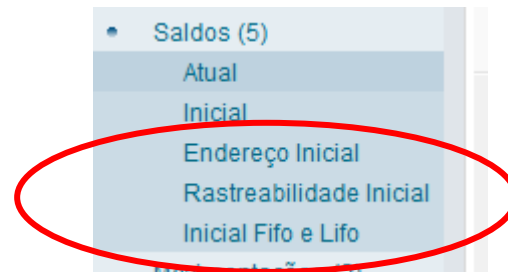 Saldos (5)
Atual
Inicial
Endereço Inicial
Rastreabilidade Inicial
Inicial Fifo e Lifo